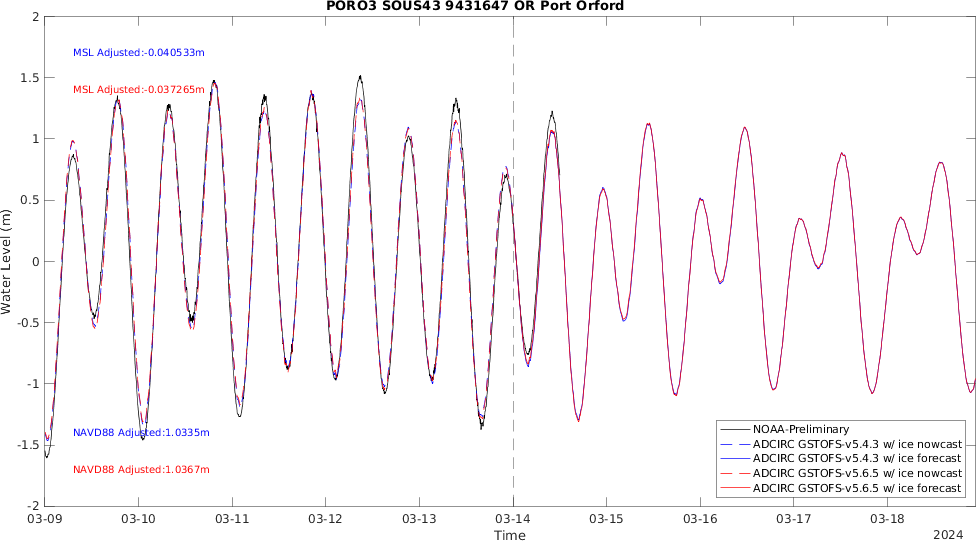 PORO3 SOUS43 9431647 OR Port Orford
2
MSL Adjusted:-0.040533m
1.5
MSL Adjusted:-0.037265m
1
0.5
Water Level (m)
0
-0.5
-1
NAVD88 Adjusted:1.0335m
-1.5
NAVD88 Adjusted:1.0367m
-2
NOAA-Preliminary
ADCIRC GSTOFS-v5.4.3 w/ ice nowcast
ADCIRC GSTOFS-v5.4.3 w/ ice forecast
ADCIRC GSTOFS-v5.6.5 w/ ice nowcast
ADCIRC GSTOFS-v5.6.5 w/ ice forecast
03-09 03-10 03-11 03-12 03-13 03-14 03-15 03-16 03-17 03-18
Time
2024